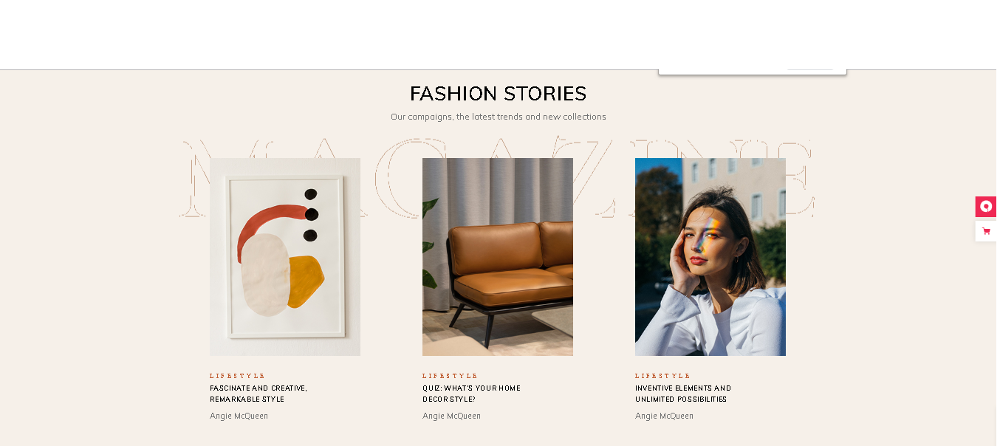 FASHION STORIES
Our campaigns, the latest trends and new collections
MAGAZINE
LIFESTYLE
FASCINATE AND CREATIVE,
REMARKABLE STYLE
Angie McQueen
LIFESTYLE
QUIZ: WHAT'S YOUR HOME
DECOR STYLE?
Angie McQueen
LIFESTYLE
INVENTIVE ELEMENTS AND
UNLIMITED POSSIBILITIES
Angie McQueen